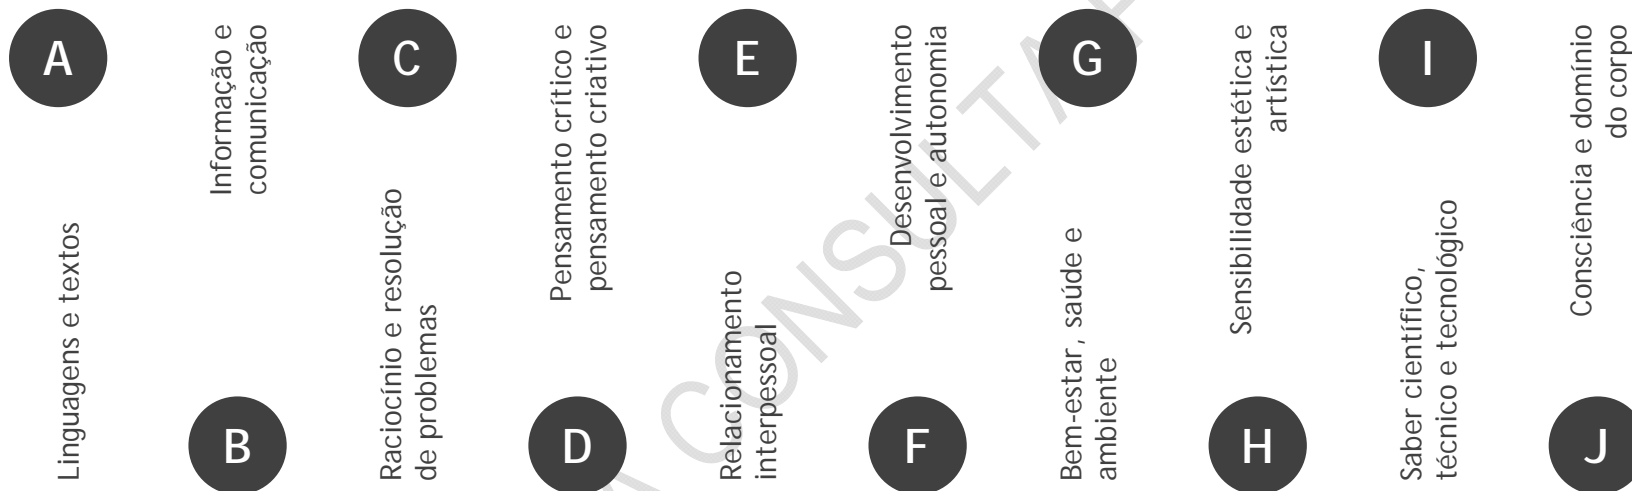 A
Linguagens e textos
Informação e
comunicação
B
C
Raciocínio e resolução
de problemas
Pensamento crítico e
pensamento criativo
D
E
Relacionamento
interpessoal
Desenvolvimento
pessoal e autonomia
F
G
Bem-estar, saúde e
ambiente
Sensibilidade estética e
artística
H
I
Saber científico,
técnico e tecnológico
Consciência e domínio
do corpo
J
CONSULTA